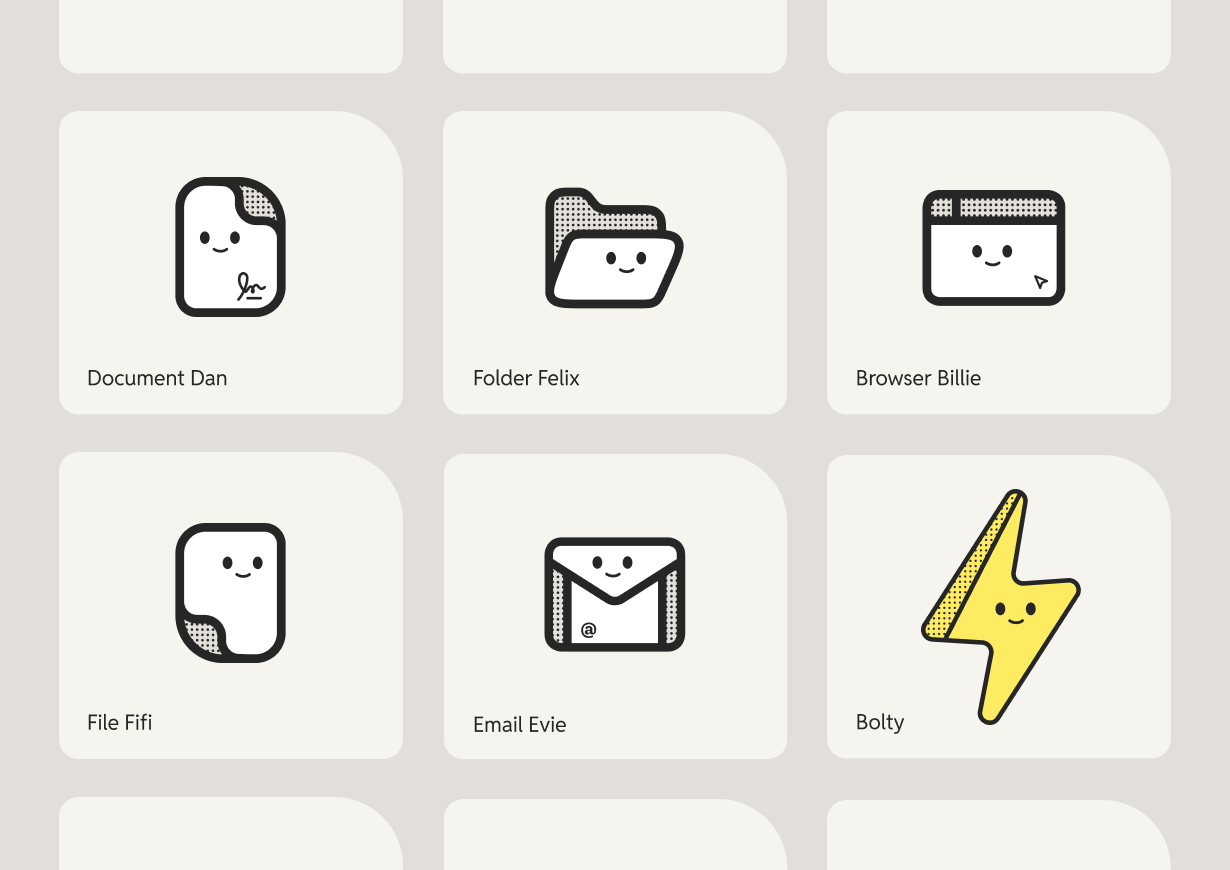 Document Dan
Folder Felix
Browser Billie
File Fifi
@
Email Evie
Bolty